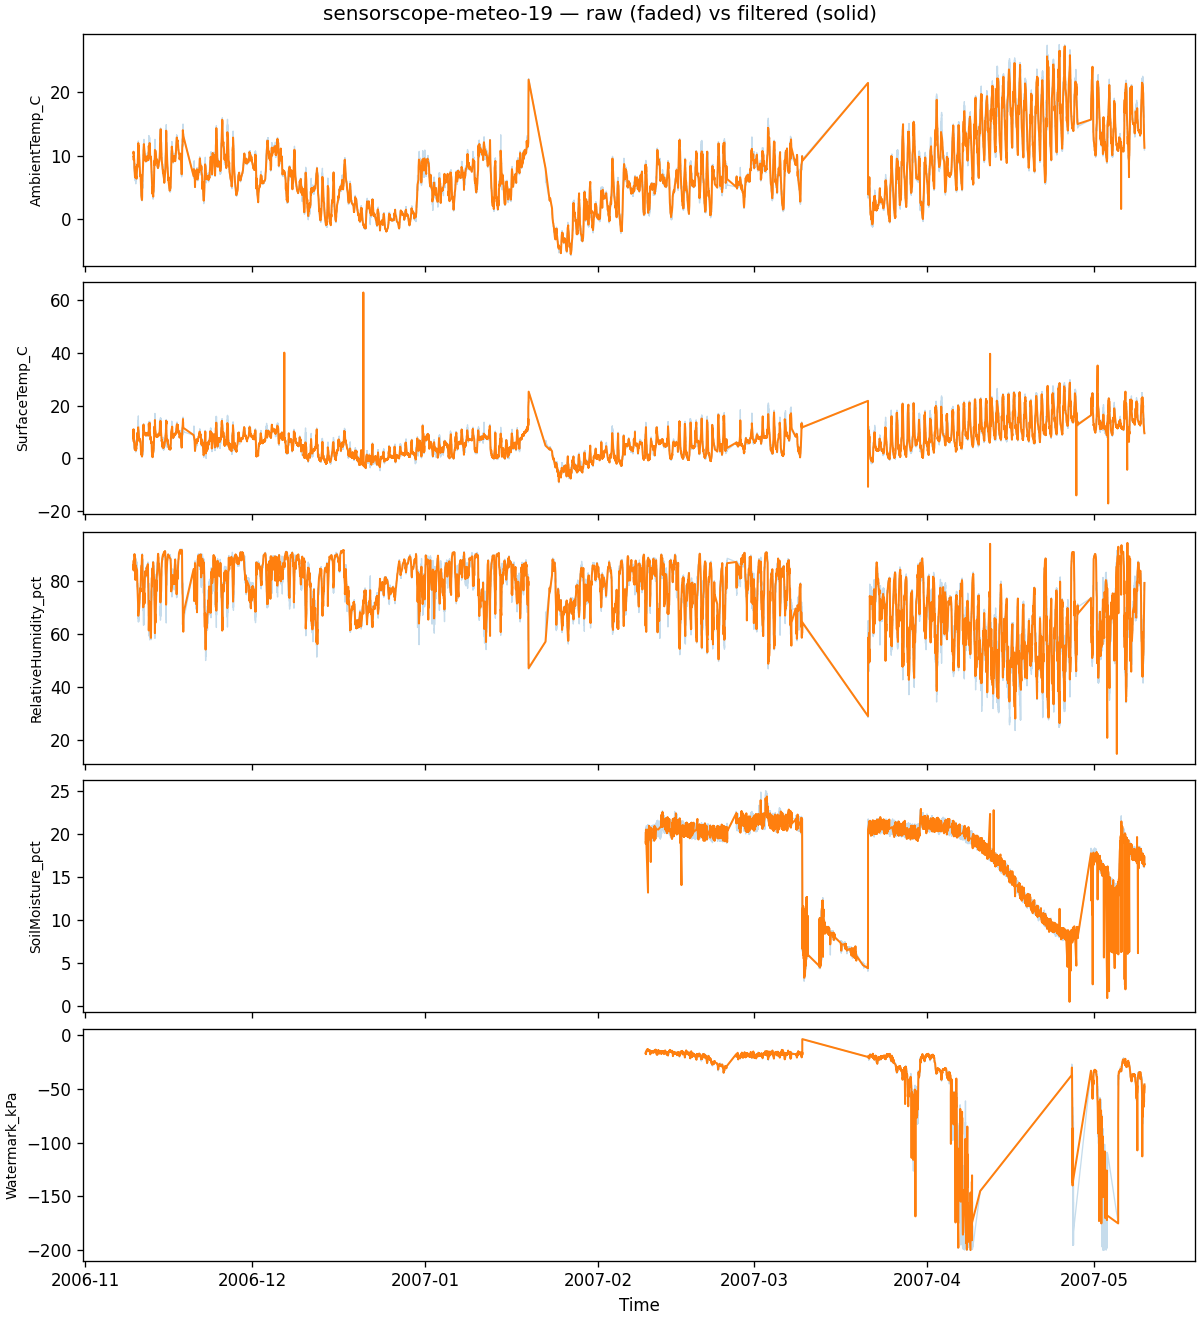 sensorscope-meteo-19 — raw (faded) vs filtered (solid)
AmbientTemp_C
20
10
0
SurfaceTemp_C
60
40
20
0
−20
RelativeHumidity_pct
80
60
40
20
SoilMoisture_pct
25
20
15
10
5
0
Watermark_kPa
0
−50
−100
−150
−200
2006-11 2006-12 2007-01 2007-02 2007-03 2007-04 2007-05
Time